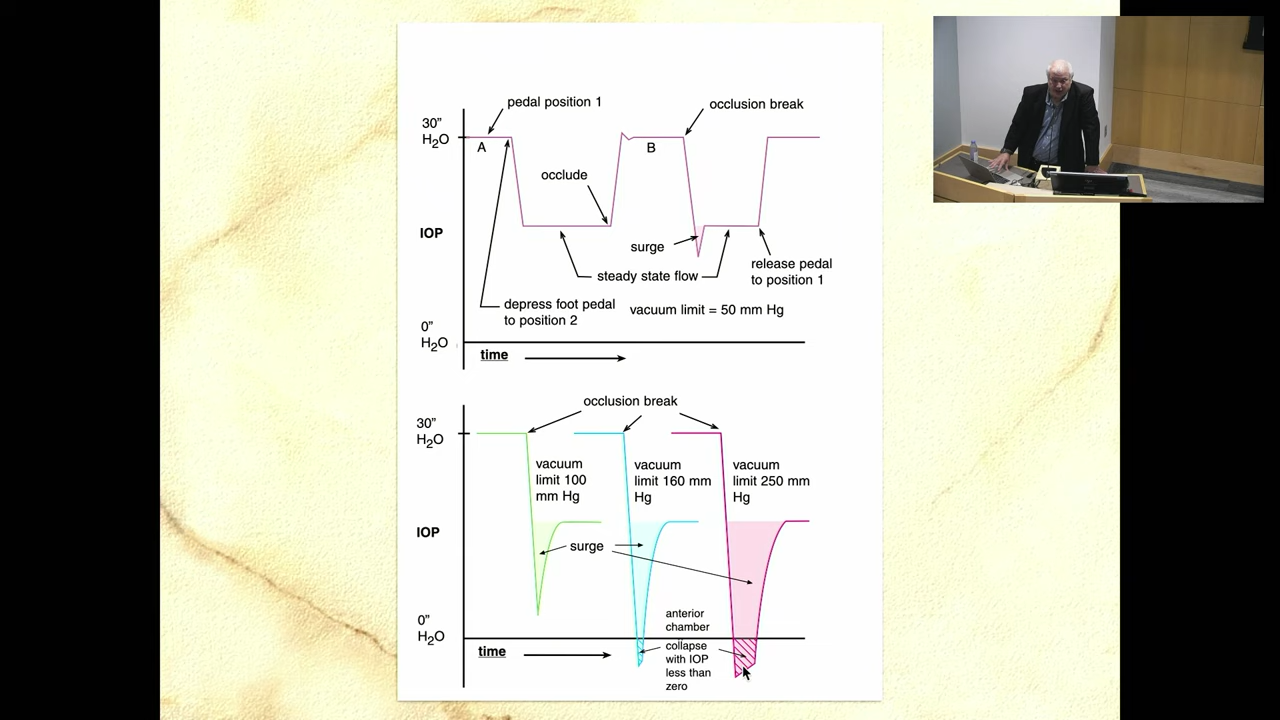 pedal position 1
occlusion break
30”
H2O
A
B
occlude
IOP
surge
steady state flow
release pedal
to position 1
depress foot pedal
to position 2
vacuum limit = 50 mm Hg
0”
H2O
time
occlusion break
30”
H2O
vacuum
limit 100
mm Hg
vacuum
limit 160 mm
Hg
vacuum
limit 250 mm
Hg
IOP
surge
0”
H2O
anterior
chamber
collapse
with IOP
less than
zero
time